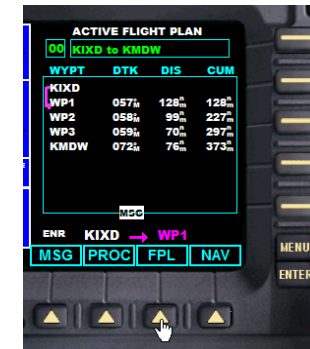 ACTIVE FLIGHT PLAN
00 KIXD to KMDW
WYPT DTK DIS CUM
KIXD
WP1 057°M 128nm 128nm
WP2 058°M 99nm 227nm
WP3 059°M 70nm 297nm
KMDW 072°M 76nm 373nm
MSG
ENR KIXD → WP1
MSG PROC FPL NAV
MENU
ENTER